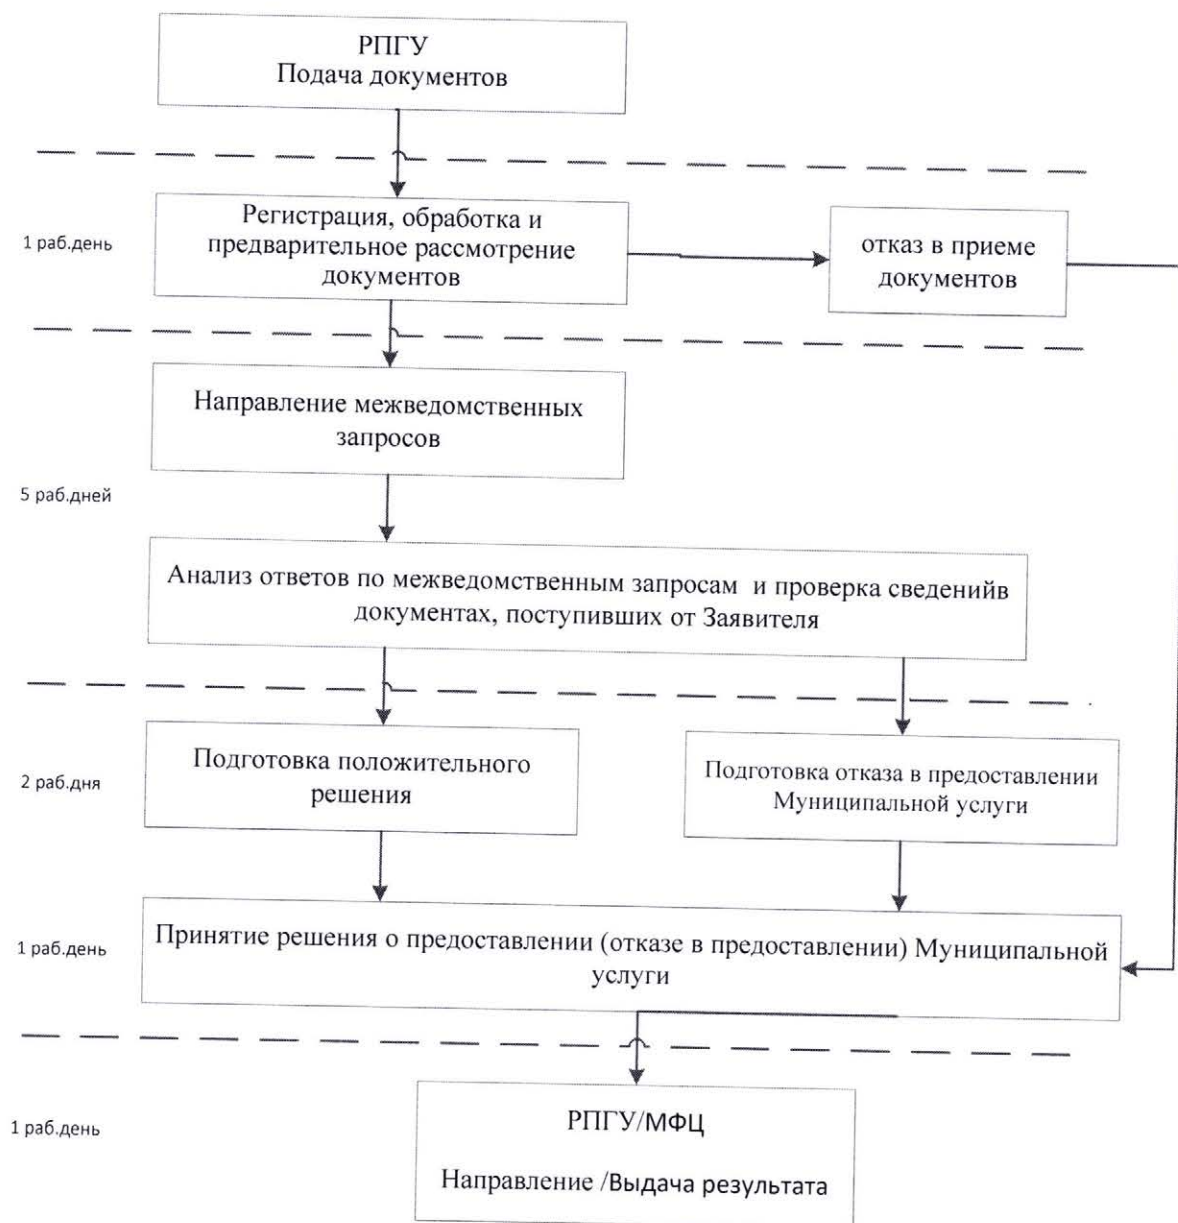 РПГУ
Подача документов
1 раб.день
Регистрация, обработка и
предварительное рассмотрение
документов
отказ в приеме
документов
Направление межведомственных
запросов
5 раб.дней
Анализ ответов по межведомственным запросам и проверка сведенийв
документах, поступивших от Заявителя
2 раб.дня
Подготовка положительного
решения
Подготовка отказа в предоставлении
Муниципальной услуги
1 раб.день
Принятие решения о предоставлении (отказе в предоставлении) Муниципальной
услуги
1 раб.день
РПГУ/МФЦ
Направление /Выдача результата